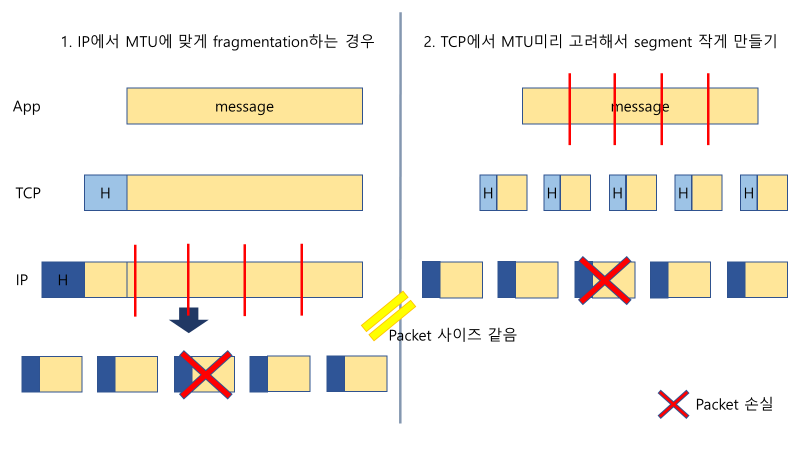 1. IP에서 MTU에 맞게 fragmentation하는 경우
2. TCP에서 MTU미리 고려해서 segment 작게 만들기
App
message
message
TCP
H
H
H
H
H
H
IP
H
Packet 사이즈 같음
Packet 손실